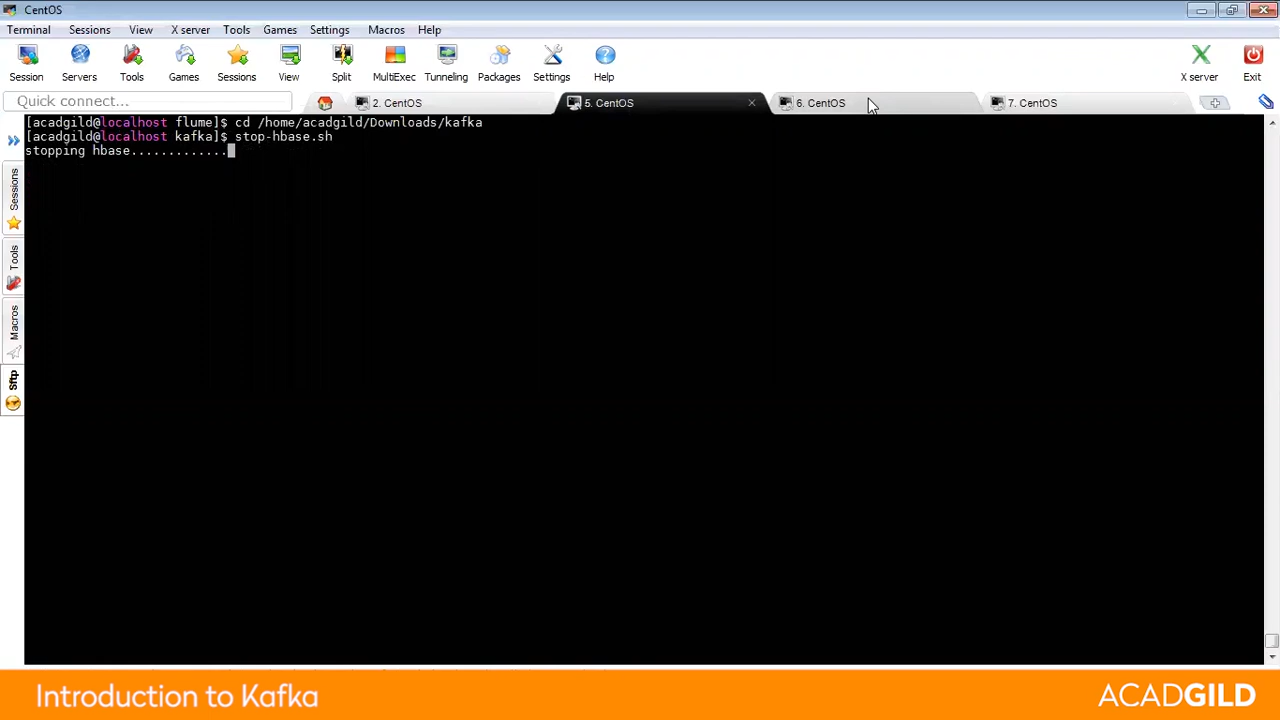 CentOS
Terminal Sessions View X server Tools Games Settings Macros Help
Session Servers Tools Games Sessions View Split MultiExec Tunneling Packages Settings Help X server Exit
Quick connect... 2. CentOS 5. CentOS 6. CentOS 7. CentOS
[acadgild@localhost flume]$ cd /home/acadgild/Downloads/kafka
[acadgild@localhost kafka]$ stop-hbase.sh
stopping hbase.............
Sessions
Tools
Macros
Sftp
Introduction to Kafka ACADGILD